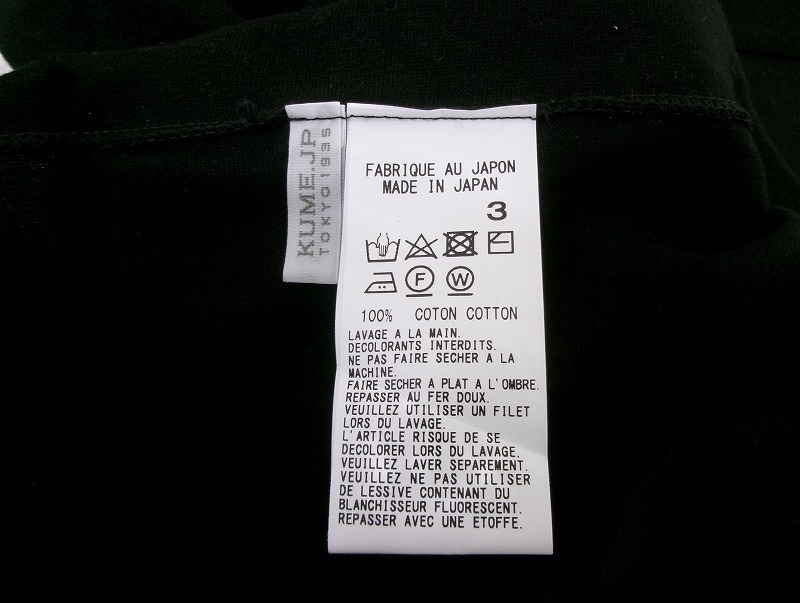 KUME.JP
TOKYO1935
FABRIQUE AU JAPON
MADE IN JAPAN
3
F W
100% COTON COTTON
LAVAGE A LA MAIN.
DECOLORANTS INTERDITS.
NE PAS FAIRE SECHER A LA
MACHINE.
FAIRE SECHER A PLAT A L'OMBRE.
REPASSER AU FER DOUX.
VEUILLEZ UTILISER UN FILET
LORS DU LAVAGE.
L'ARTICLE RISQUE DE SE
DECOLORER LORS DU LAVAGE.
VEUILLEZ LAVER SEPAREMENT.
VEUILLEZ NE PAS UTILISER
DE LESSIVE CONTENANT DU
BLANCHISSEUR FLUORESCENT.
REPASSER AVEC UNE ETOFFE.